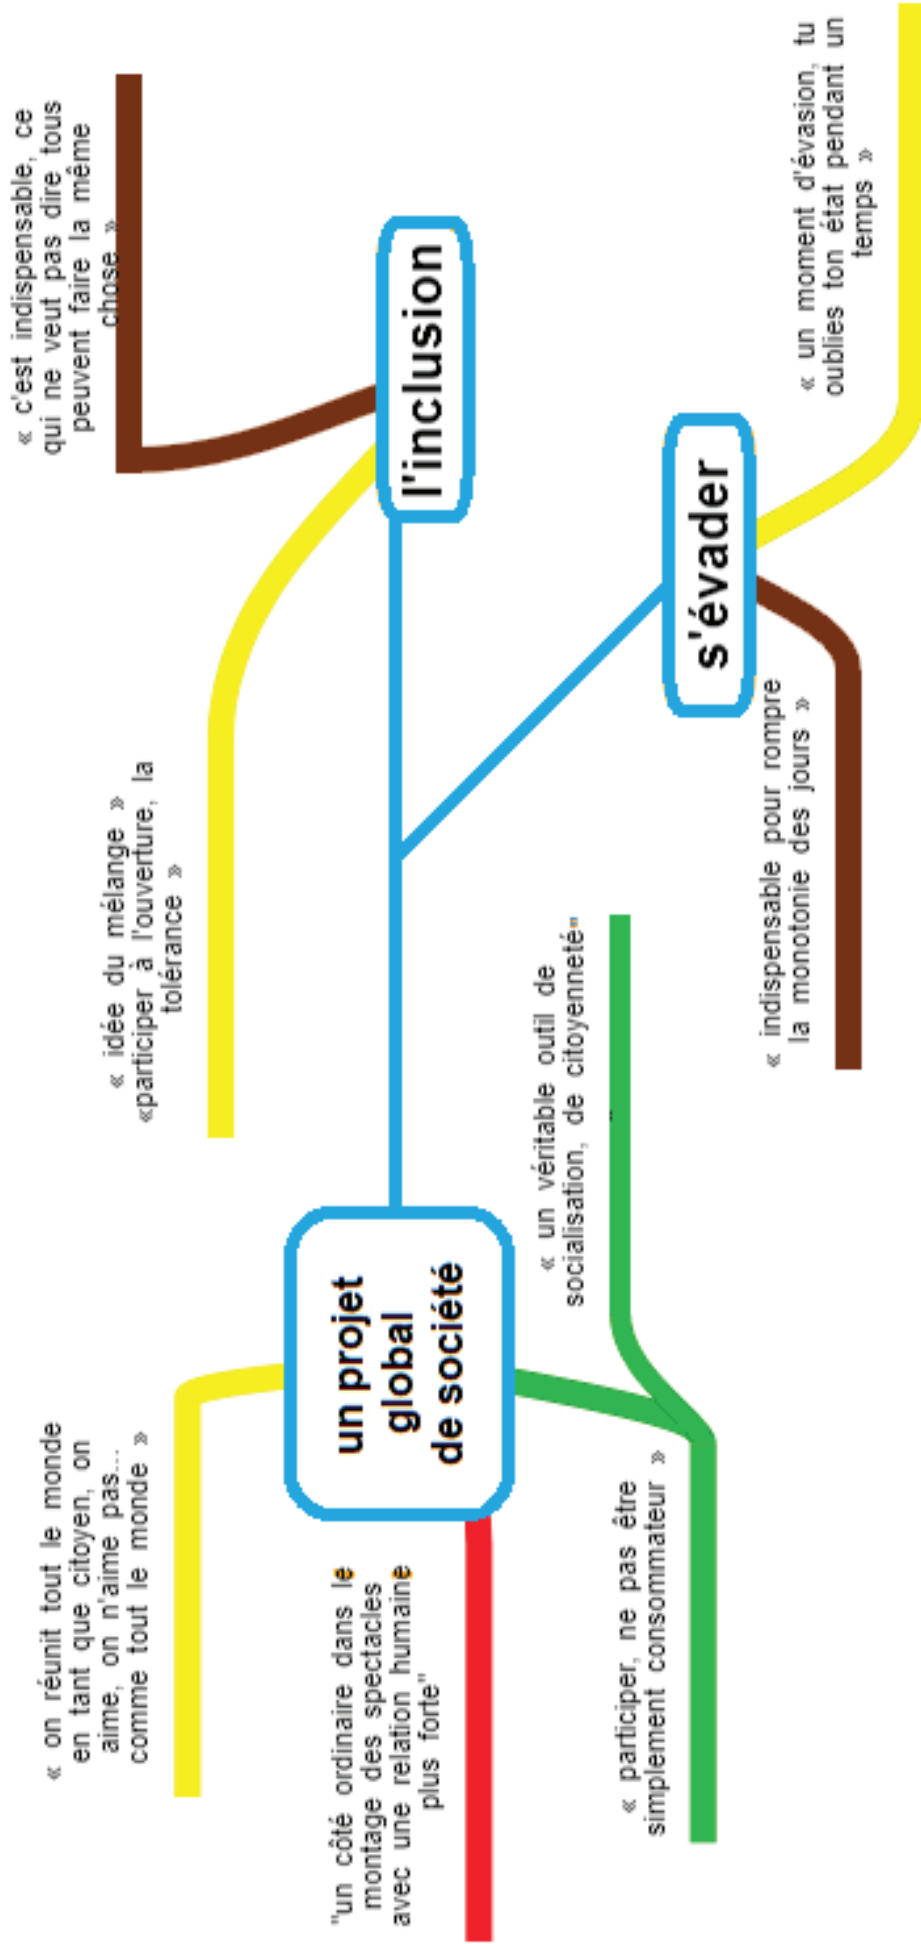 « on réunit tout le monde
en tant que citoyen, on
aime, on n'aime pas...
comme tout le monde »
"un côté ordinaire dans le
montage des spectacles
avec une relation humaine
plus forte"
un projet
global
de société
« participer, ne pas être
simplement consommateur »
« un véritable outil de
socialisation, de citoyenneté"
« idée du mélange »
«participer à l'ouverture, la
tolérance »
« c'est indispensable, ce
qui ne veut pas dire tous
peuvent faire la même
chose »
l'inclusion
s'évader
« indispensable pour rompre
la monotonie des jours »
« un moment d'évasion, tu
oublies ton état pendant un
temps »